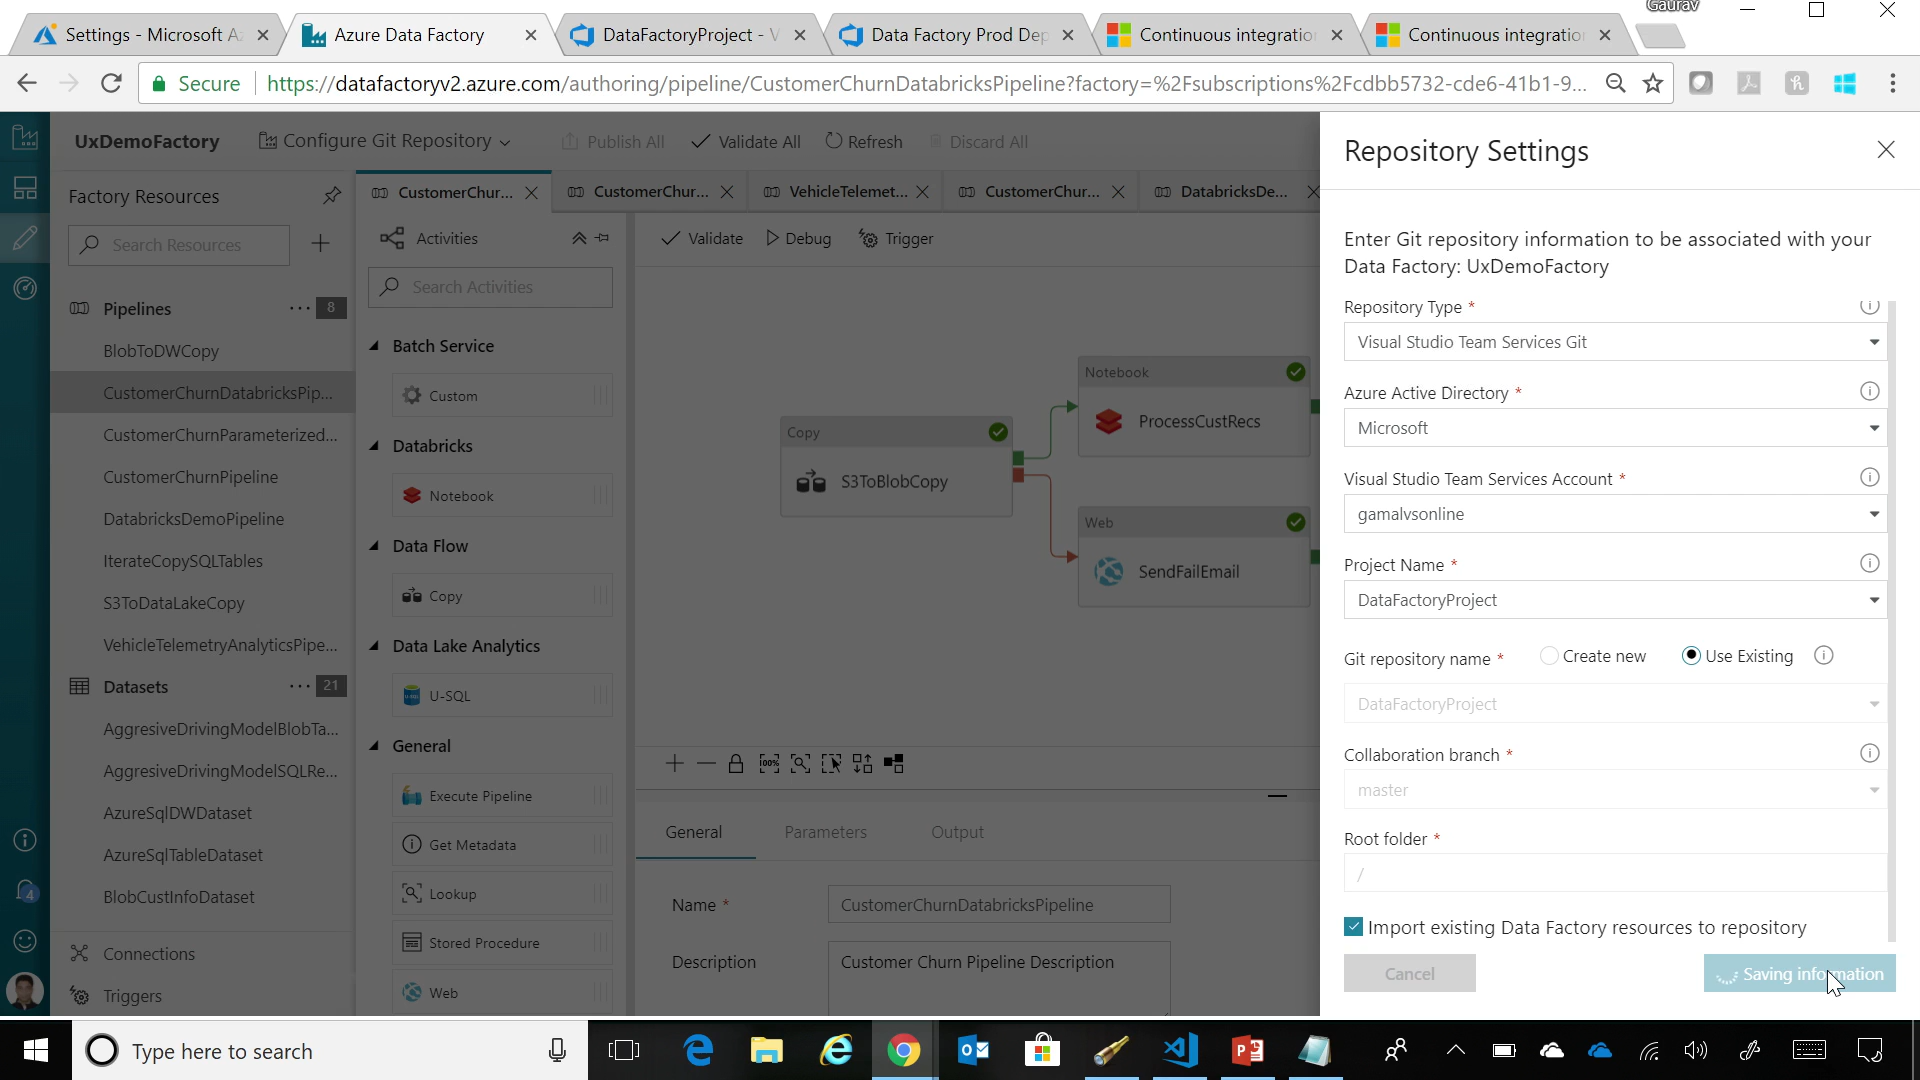 Gaurav
Settings - Microsoft Az
Azure Data Factory
DataFactoryProject - V
Data Factory Prod Dep
Continuous integration
Continuous integration
Secure
https://datafactoryv2.azure.com/authoring/pipeline/CustomerChurnDatabricksPipeline?factory=%2Fsubscriptions%2Fcdbb5732-cde6-41b1-9...
UxDemoFactory
Configure Git Repository
Publish All
Validate All
Refresh
Discard All
Factory Resources
Search Resources
Pipelines
8
BlobToDWCopy
CustomerChurnDatabricksPip...
CustomerChurnParameterized...
CustomerChurnPipeline
DatabricksDemoPipeline
IterateCopySQLTables
S3ToDataLakeCopy
VehicleTelemetryAnalyticsPipe...
Datasets
21
AggresiveDrivingModelBlobTa...
AggresiveDrivingModelSQLRe...
AzureSqlDWDataset
AzureSqlTableDataset
BlobCustInfoDataset
Connections
Triggers
4
CustomerChur...
CustomerChur...
VehicleTelemet...
CustomerChur...
DatabricksDe...
Activities
Search Activities
Batch Service
Custom
Databricks
Notebook
Data Flow
Copy
Data Lake Analytics
U-SQL
General
Execute Pipeline
Get Metadata
Lookup
Stored Procedure
Web
Validate
Debug
Trigger
Copy
S3ToBlobCopy
Notebook
ProcessCustRecs
Web
SendFailEmail
100%
General
Parameters
Output
Name *
CustomerChurnDatabricksPipeline
Description
Customer Churn Pipeline Description
Repository Settings
Enter Git repository information to be associated with your
Data Factory: UxDemoFactory
Repository Type *
Visual Studio Team Services Git
Azure Active Directory *
Microsoft
Visual Studio Team Services Account *
gamalvsonline
Project Name *
DataFactoryProject
Git repository name *
Create new
Use Existing
DataFactoryProject
Collaboration branch *
master
Root folder *
/
Import existing Data Factory resources to repository
Cancel
Saving information
Type here to search